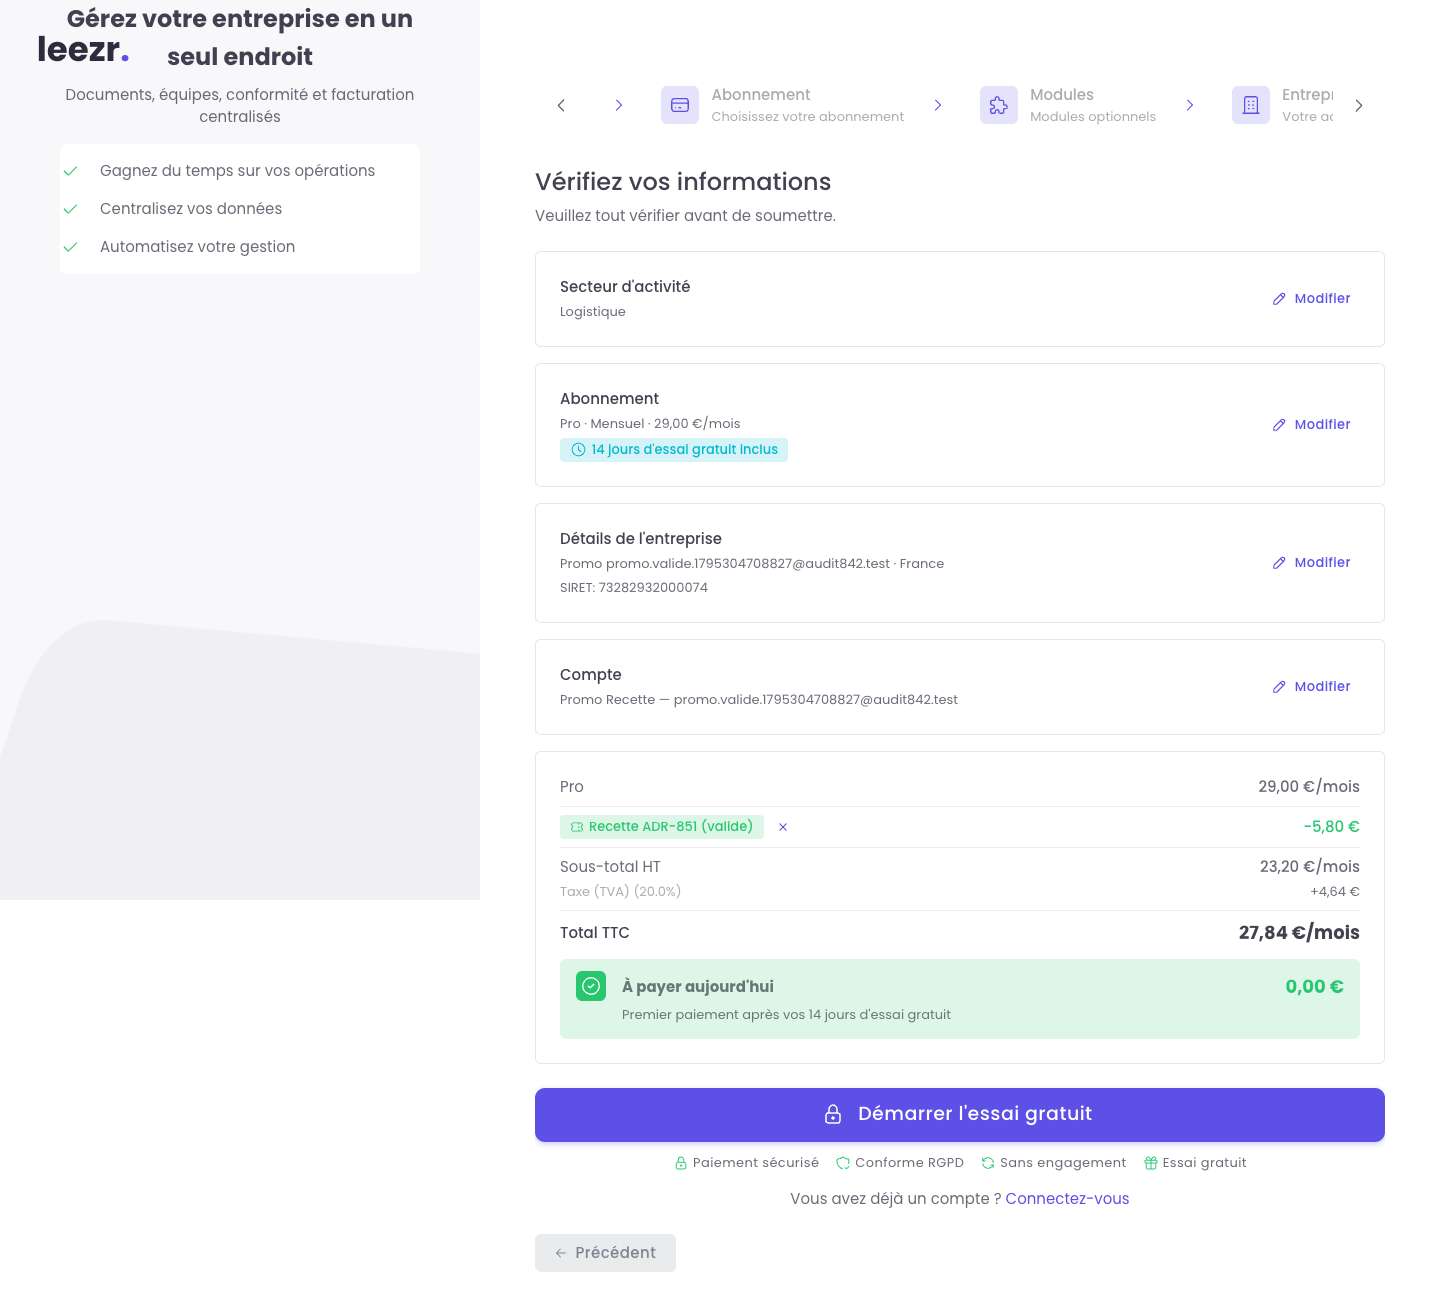 Gérez votre entreprise en un
seul endroit
leezr.
Documents, équipes, conformité et facturation
centralisés
Gagnez du temps sur vos opérations
Centralisez vos données
Automatisez votre gestion
Abonnement
Choisissez votre abonnement
Modules
Modules optionnels
Entrepr
Votre ac
Vérifiez vos informations
Veuillez tout vérifier avant de soumettre.
Secteur d'activité
Logistique
Modifier
Abonnement
Pro · Mensuel · 29,00 €/mois
14 jours d'essai gratuit inclus
Modifier
Détails de l'entreprise
Promo promo.valide.1795304708827@audit842.test · France
SIRET: 73282932000074
Modifier
Compte
Promo Recette — promo.valide.1795304708827@audit842.test
Modifier
Pro 29,00 €/mois
Recette ADR-851 (valide) -5,80 €
Sous-total HT 23,20 €/mois
Taxe (TVA) (20.0%) +4,64 €
Total TTC 27,84 €/mois
À payer aujourd'hui 0,00 €
Premier paiement après vos 14 jours d'essai gratuit
Démarrer l'essai gratuit
Paiement sécurisé Conforme RGPD Sans engagement Essai gratuit
Vous avez déjà un compte ? Connectez-vous
Précédent